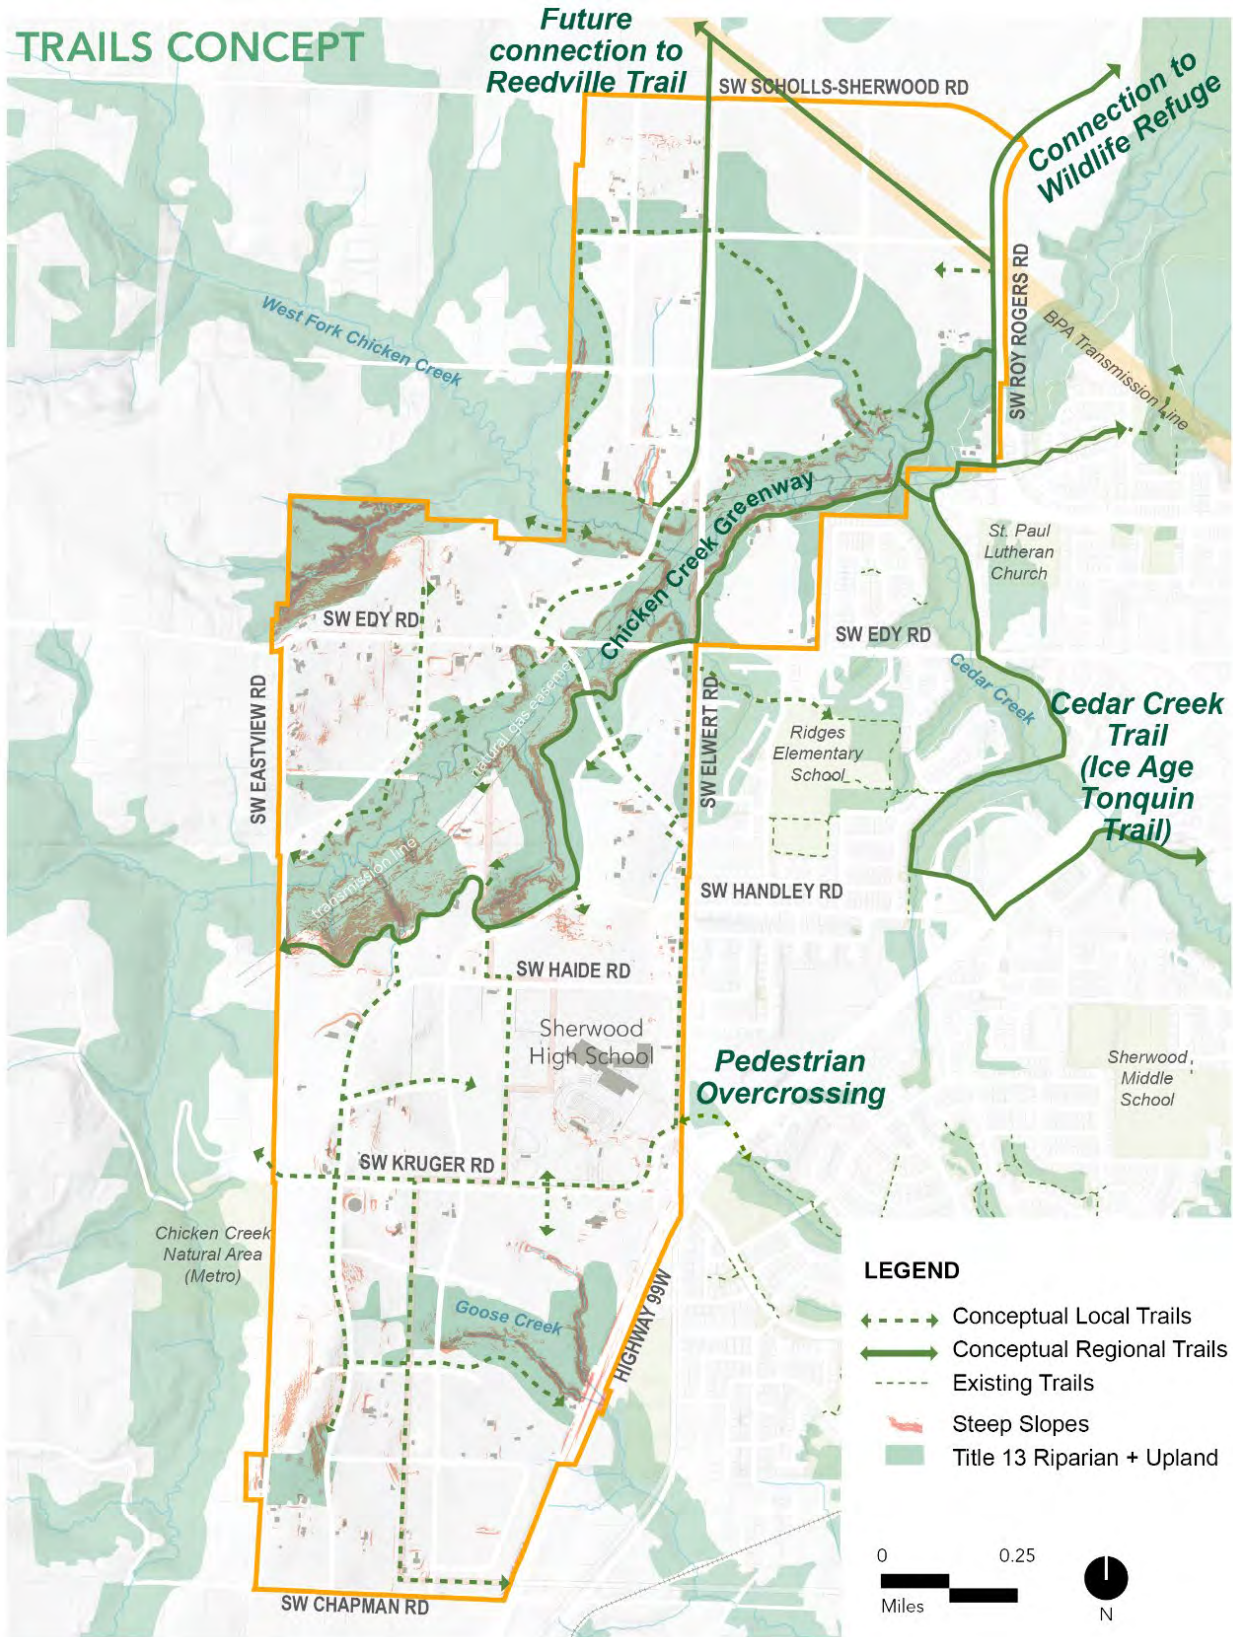 TRAILS CONCEPT
Future
connection to
Reedville Trail
SW SCHOLLS-SHERWOOD RD
Connection to
Wildlife Refuge
West Fork Chicken Creek
SW ROY ROGERS RD
BPA Transmission Line
Chicken Creek Greenway
St. Paul
Lutheran
Church
SW EDY RD
SW EDY RD
Cedar Creek
natural gas easement
SW EASTVIEW RD
SW ELWERT RD
Ridges
Elementary
School
Cedar Creek
Trail
(Ice Age
Tonquin
Trail)
transmission line
SW HANDLEY RD
SW HAIDE RD
Sherwood
High School
Pedestrian
Overcrossing
Sherwood
Middle
School
SW KRUGER RD
Chicken Creek
Natural Area
(Metro)
Goose Creek
HIGHWAY 99W
SW CHAPMAN RD
LEGEND
Conceptual Local Trails
Conceptual Regional Trails
Existing Trails
Steep Slopes
Title 13 Riparian + Upland
0 0.25
Miles
N